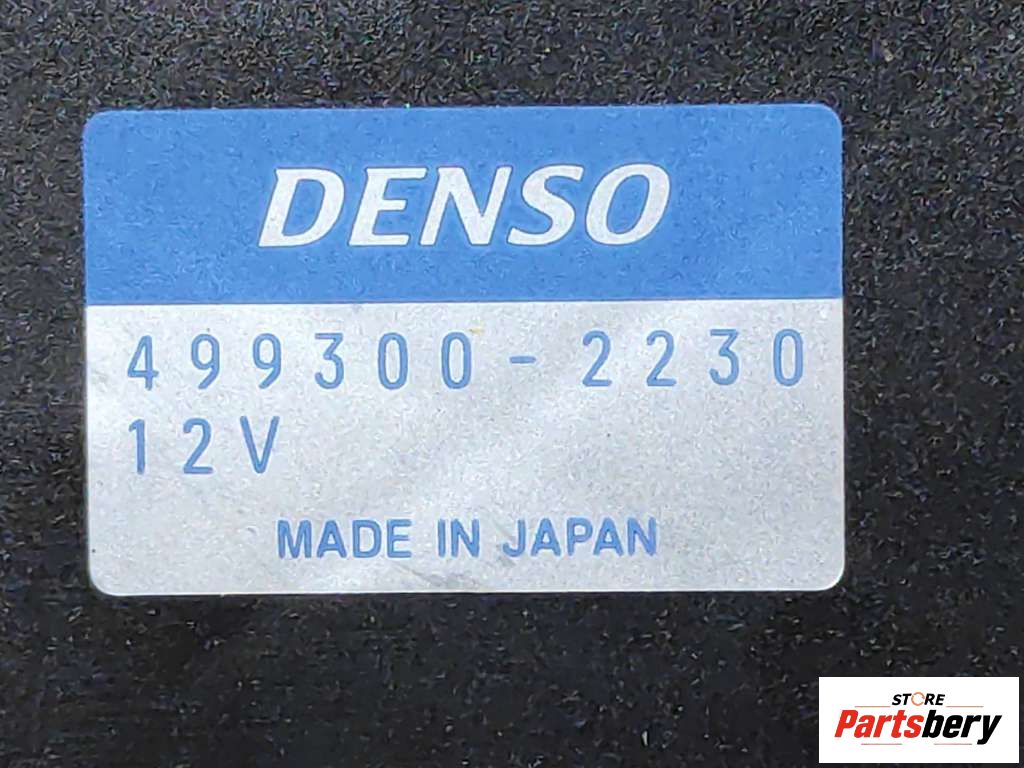 DENSO
499300-2230
12V
MADE IN JAPAN
STORE
Partsbery